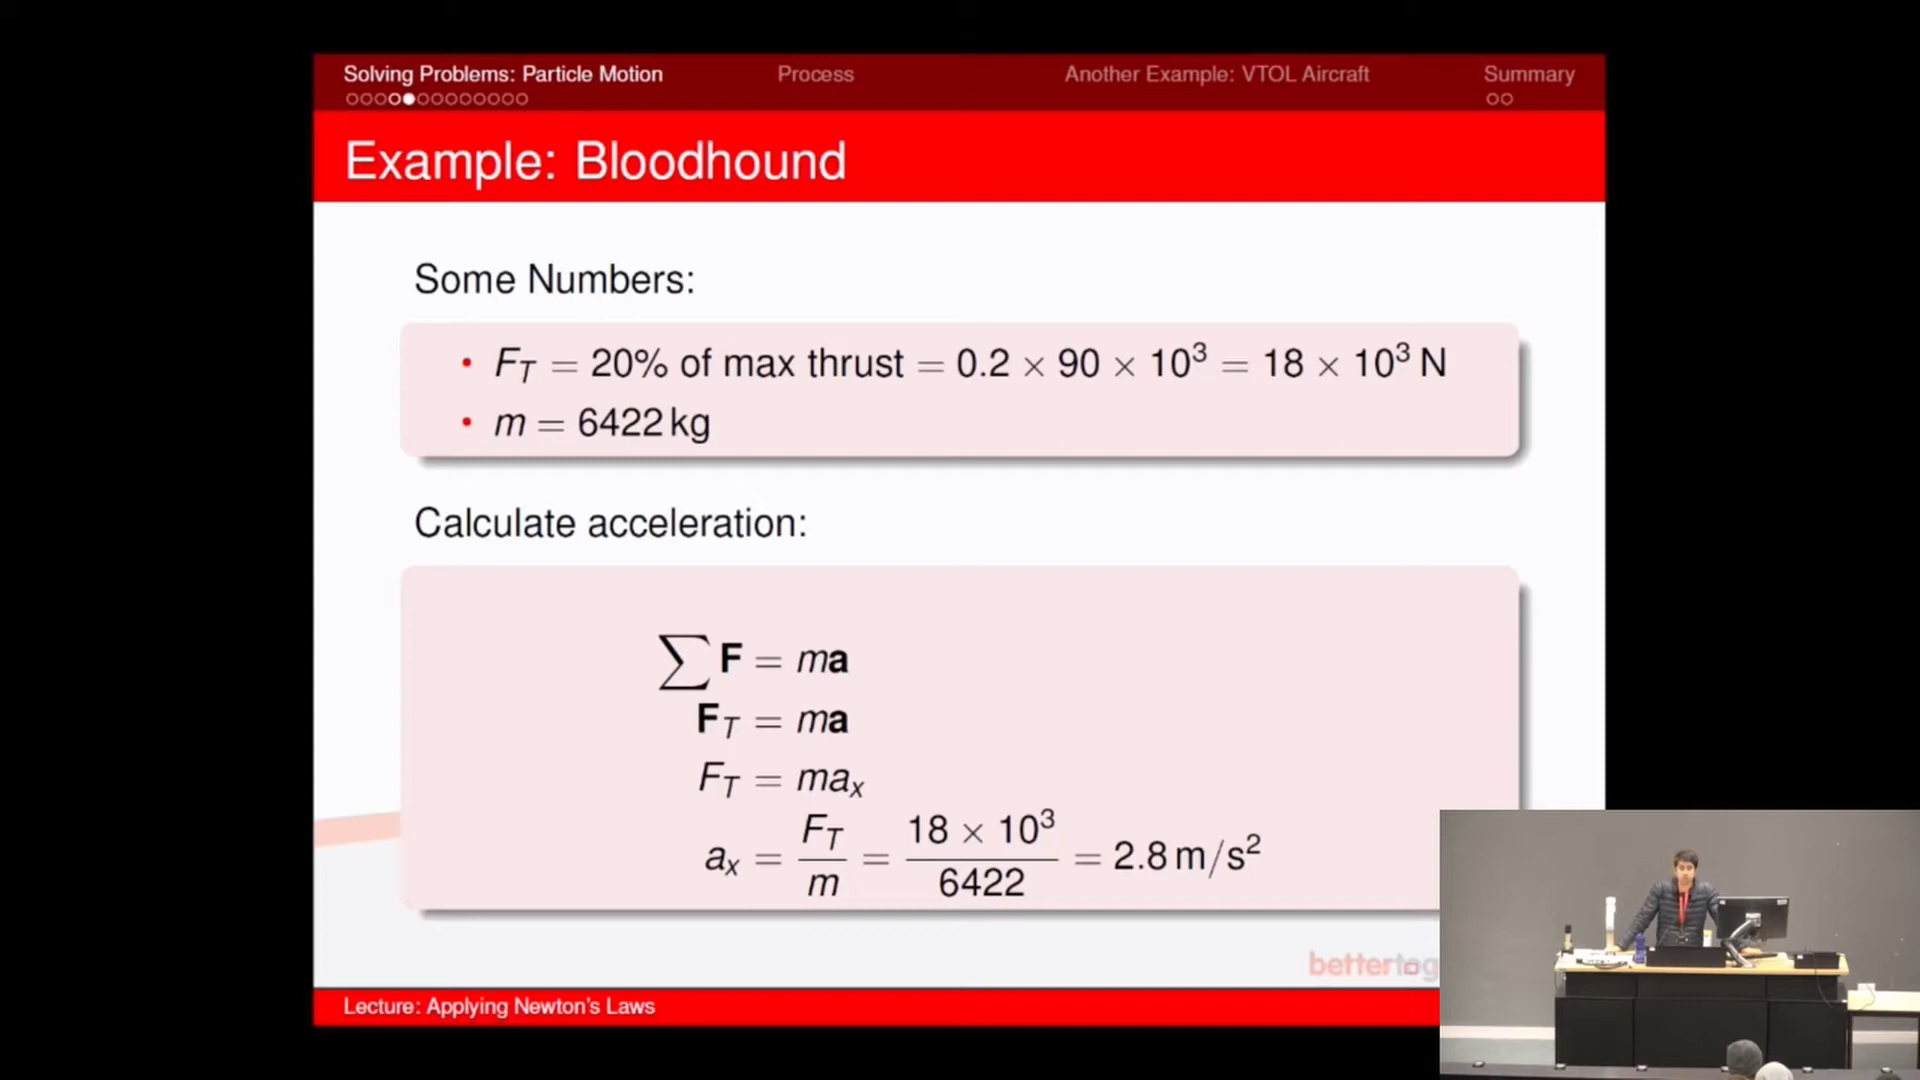 Solving Problems: Particle Motion Process Another Example: VTOL Aircraft Summary
Example: Bloodhound
Some Numbers:
• F_T = 20% of max thrust = 0.2 × 90 × 10³ = 18 × 10³ N
• m = 6422 kg
Calculate acceleration:
∑ F = ma
F_T = ma
F_T = ma_x
a_x = F_T / m = 18 × 10³ / 6422 = 2.8 m/s²
Lecture: Applying Newton's Laws